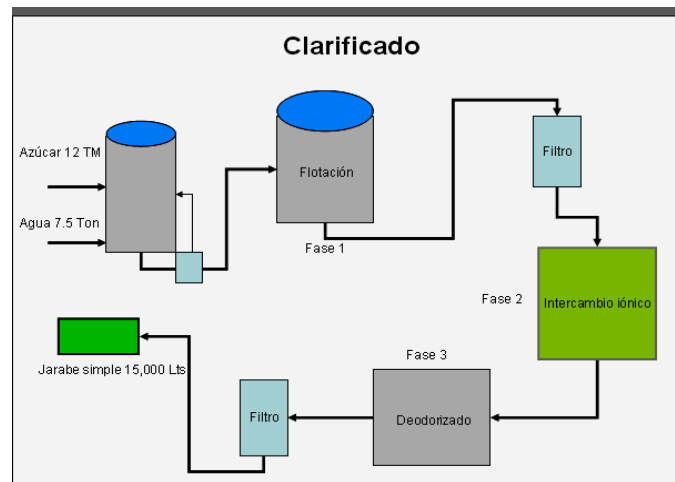 Clarificado
Azúcar 12 TM
Agua 7.5 Ton
Flotación
Fase 1
Filtro
Fase 2
Intercambio iónico
Fase 3
Deodorizado
Filtro
Jarabe simple 15,000 Lts